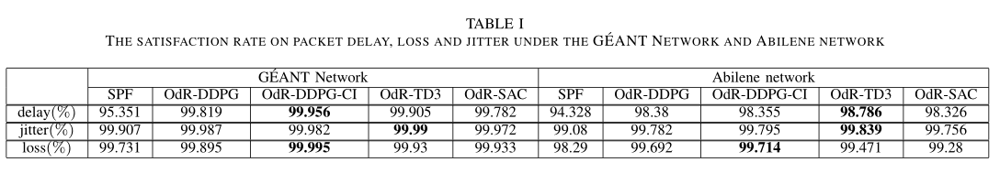 TABLE I
THE SATISFACTION RATE ON PACKET DELAY, LOSS AND JITTER UNDER THE GÉANT NETWORK AND ABILENE NETWORK
GÉANT Network Abilene network
SPF OdR-DDPG OdR-DDPG-CI OdR-TD3 OdR-SAC SPF OdR-DDPG OdR-DDPG-CI OdR-TD3 OdR-SAC
delay(%) 95.351 99.819 99.956 99.905 99.782 94.328 98.38 98.355 98.786 98.326
jitter(%) 99.907 99.987 99.982 99.99 99.972 99.08 99.782 99.795 99.839 99.756
loss(%) 99.731 99.895 99.995 99.93 99.933 98.29 99.692 99.714 99.471 99.28